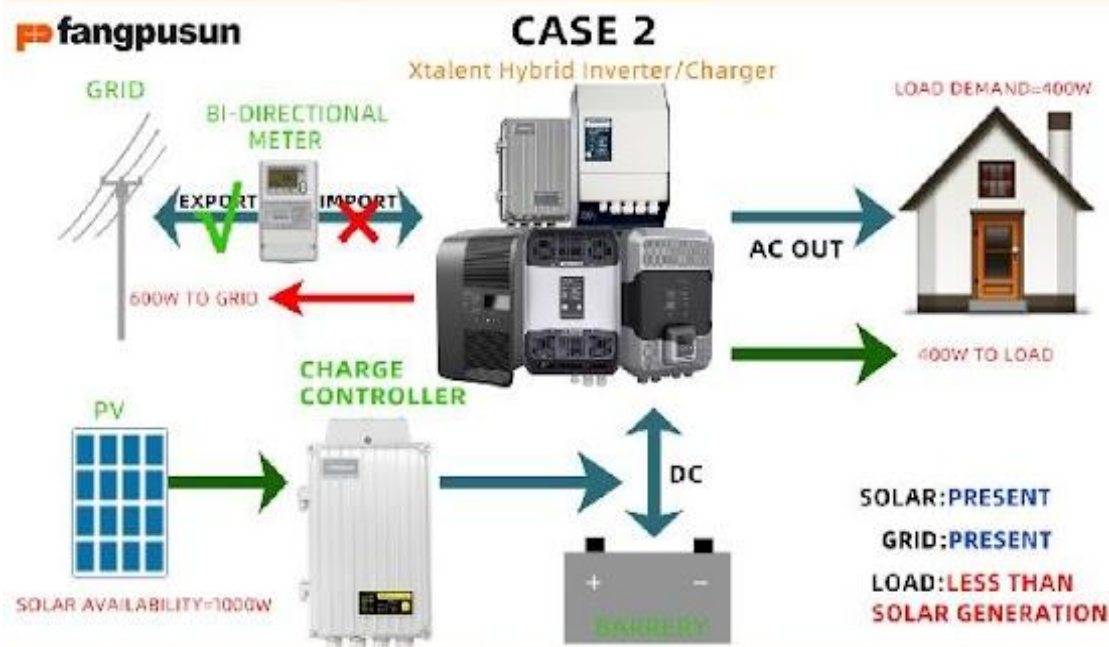 fangpusun
CASE 2
Xtalent Hybrid Inverter/Charger
GRID
BI-DIRECTIONAL
METER
EXPORT
IMPORT
600W TO GRID
LOAD DEMAND=400W
AC OUT
400W TO LOAD
CHARGE
CONTROLLER
PV
SOLAR AVAILABILITY=1000W
DC
+
−
BARRERY
SOLAR:PRESENT
GRID:PRESENT
LOAD:LESS THAN
SOLAR GENERATION